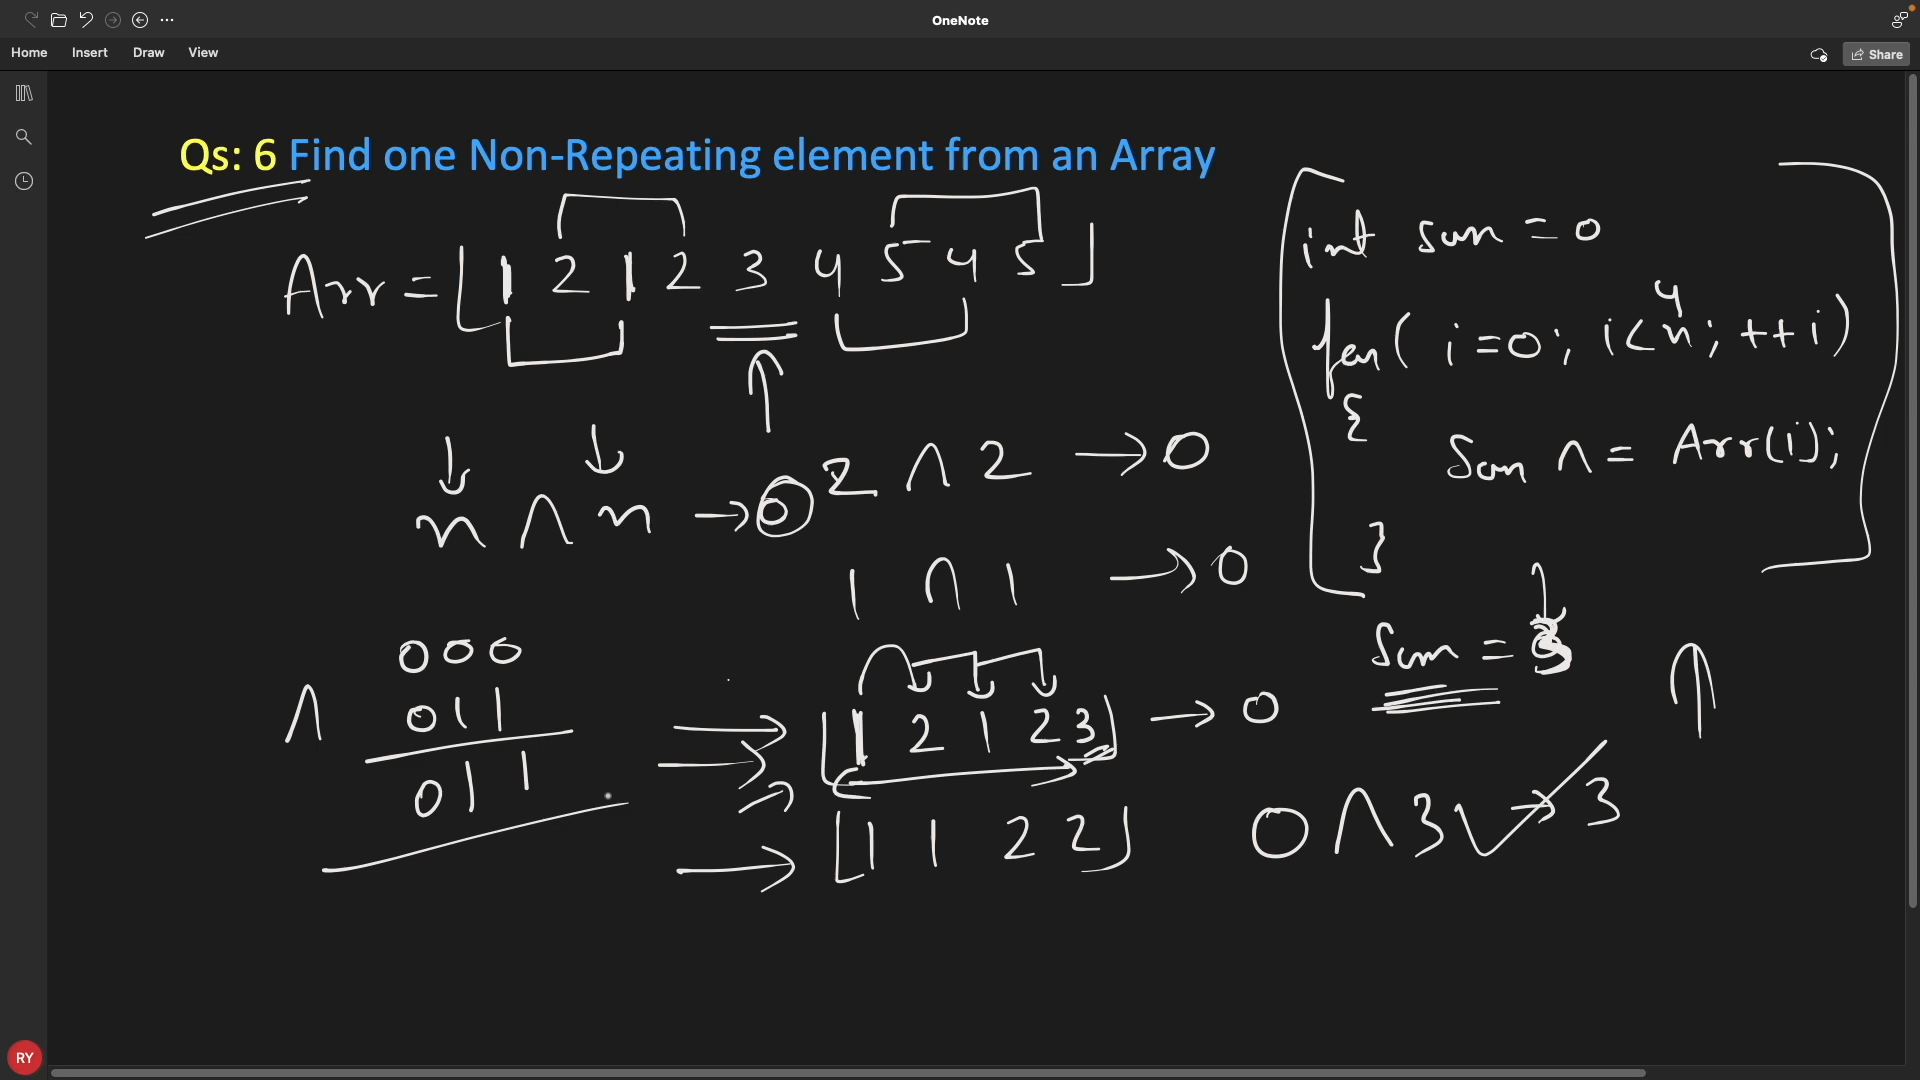 OneNote
Home Insert Draw View
Share
Qs: 6 Find one Non-Repeating element from an Array
Arr = [ 1 2 1 2 3 4 5 4 5 ]
int sum = 0
4
for( i=0; i<n; ++i)
{
Sum ^= Arr(i);
}
2 ^ 2 → 0
n ^ n → 0
1 ^ 1 → 0
Sum = 3
000
^ 011
011
[1 2 1 2 3] → 0
[1 1 2 2]
0 ^ 3 → 3
RY